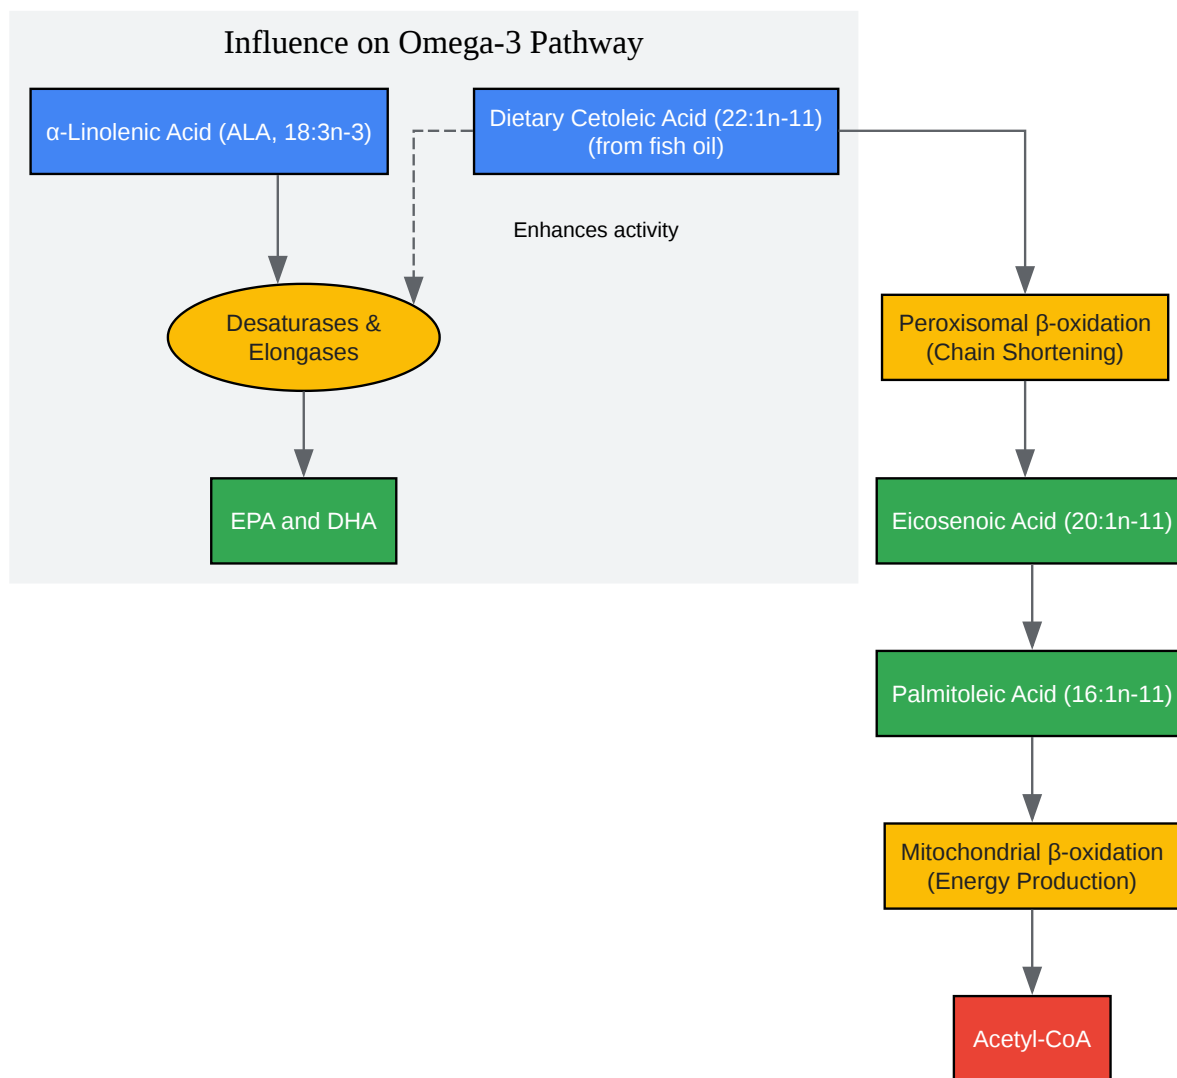 Influence on Omega-3 Pathway
α-Linolenic Acid (ALA, 18:3n-3)
Dietary Cetoleic Acid (22:1n-11)
(from fish oil)
Enhances activity
Desaturases &
Elongases
Peroxisomal β-oxidation
(Chain Shortening)
EPA and DHA
Eicosenoic Acid (20:1n-11)
Palmitoleic Acid (16:1n-11)
Mitochondrial β-oxidation
(Energy Production)
Acetyl-CoA